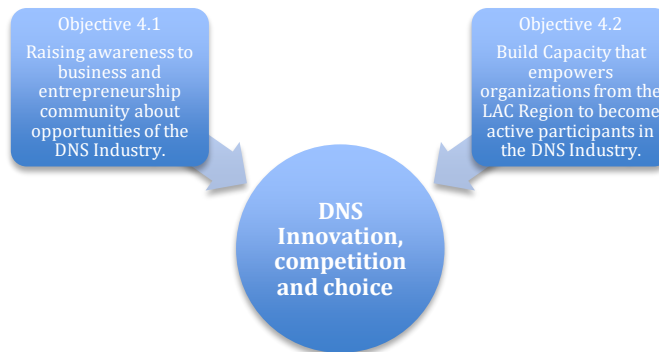 Objective 4.1
Raising awareness to
business and
entrepreneurship
community about
opportunities of the
DNS Industry.
Objective 4.2
Build Capacity that
empowers
organizations from the
LAC Region to become
active participants in
the DNS Industry.
DNS
Innovation,
competition
and choice